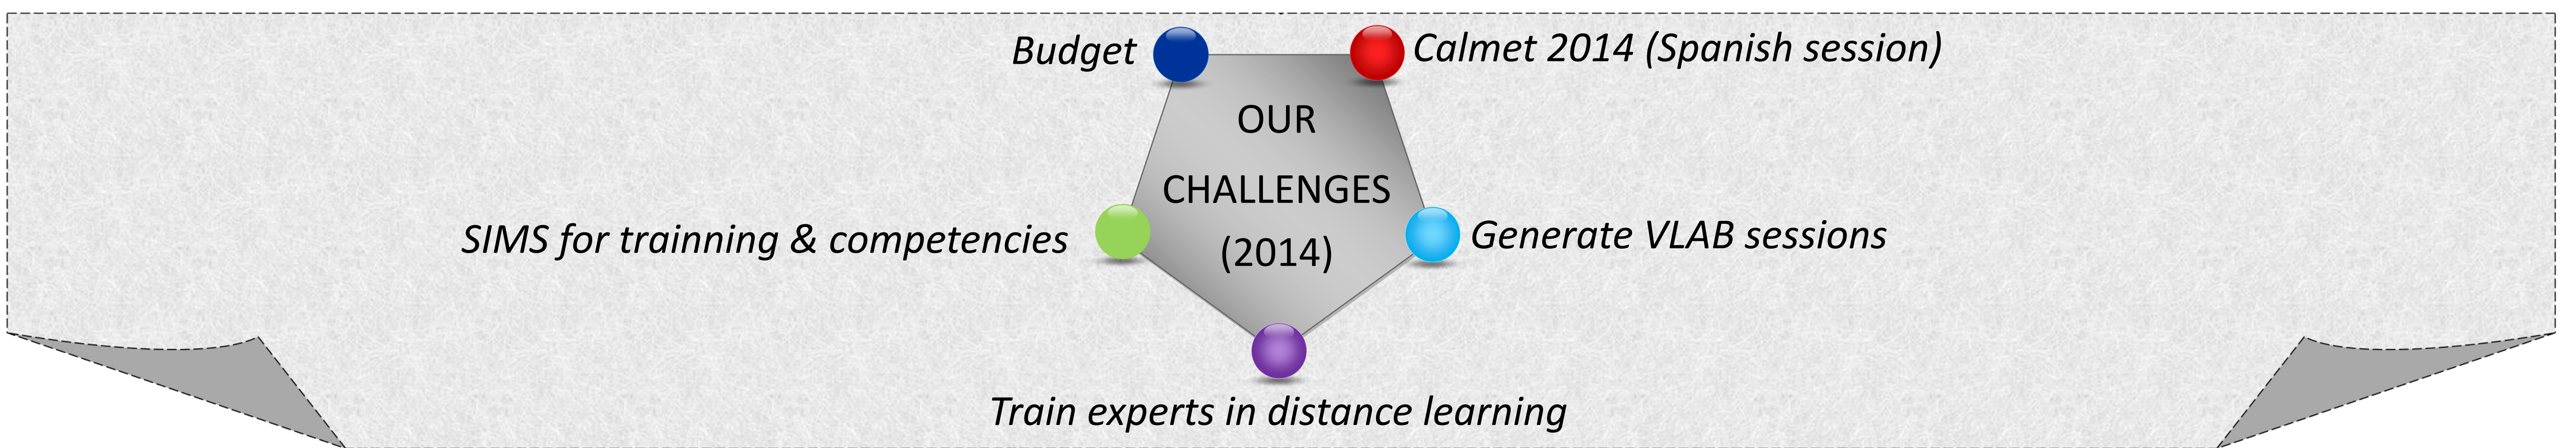 Budget
Calmet 2014 (Spanish session)
OUR
CHALLENGES
(2014)
SIMS for trainning & competencies
Generate VLAB sessions
Train experts in distance learning